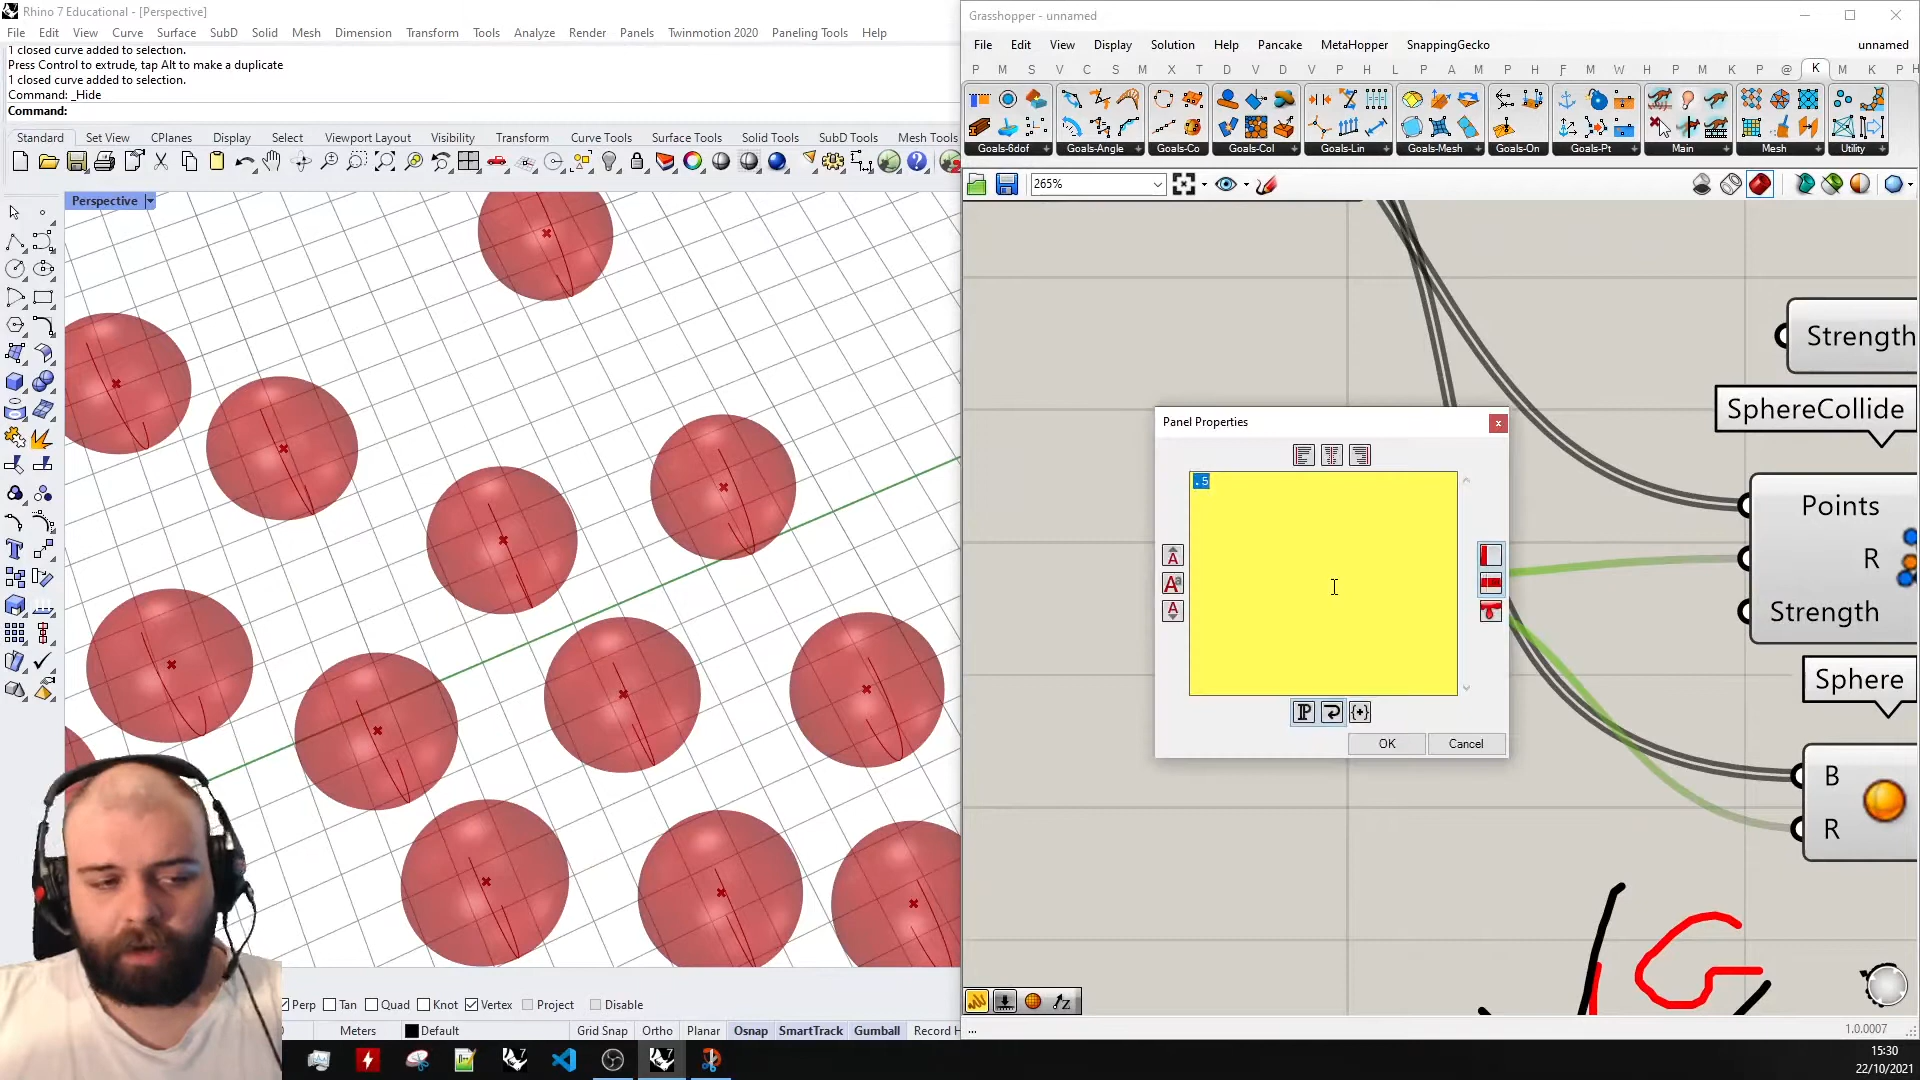 Rhino 7 Educational - [Perspective]
File Edit View Curve Surface SubD Solid Mesh Dimension Transform Tools Analyze Render Panels Twinmotion 2020 Paneling Tools Help
1 closed curve added to selection.
Press Control to extrude, tap Alt to make a duplicate
1 closed curve added to selection.
Command: _Hide
Command:
Standard Set View CPlanes Display Select Viewport Layout Visibility Transform Curve Tools Surface Tools Solid Tools SubD Tools Mesh Tools
Perspective
Perp Tan Quad Knot Vertex Project Disable
Meters Default Grid Snap Ortho Planar Osnap SmartTrack Gumball Record H
Grasshopper - unnamed
File Edit View Display Solution Help Pancake MetaHopper SnappingGecko unnamed
P M S V C S M X T D V D V P H L P A M P H F M W H P M K P @ K M K P H
Goals-6dof Goals-Angle Goals-Co Goals-Col Goals-Lin Goals-Mesh Goals-On Goals-Pt Main Mesh Utility
265%
Strength
SphereCollide
Points
R
Strength
Sphere
B
R
Panel Properties
.5
OK Cancel
G
...
1.0.0007
15:30
22/10/2021